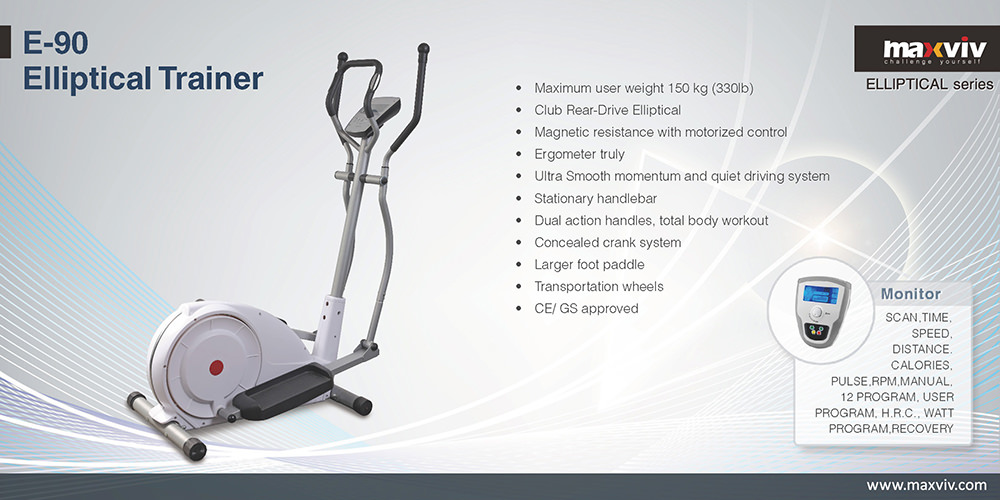 E-90
Elliptical Trainer
maxviv
challenge yourself
ELLIPTICAL series
• Maximum user weight 150 kg (330lb)
• Club Rear-Drive Elliptical
• Magnetic resistance with motorized control
• Ergometer truly
• Ultra Smooth momentum and quiet driving system
• Stationary handlebar
• Dual action handles, total body workout
• Concealed crank system
• Larger foot paddle
• Transportation wheels
• CE/ GS approved
Monitor
SCAN,TIME,
SPEED,
DISTANCE.
CALORIES,
PULSE,RPM,MANUAL,
12 PROGRAM, USER
PROGRAM, H.R.C., WATT
PROGRAM,RECOVERY
www.maxviv.com